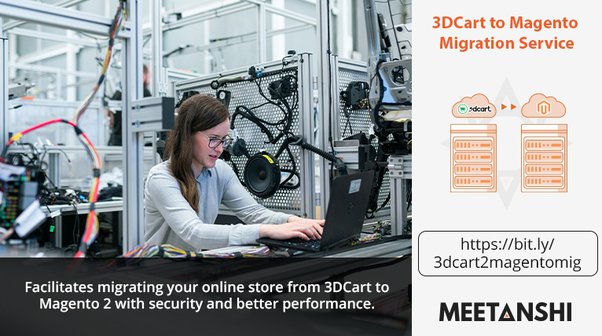 3DCart to Magento
Migration Service
3dcart
https://bit.ly/
3dcart2magentomig
Facilitates migrating your online store from 3DCart to
Magento 2 with security and better performance.
MEETANSHI